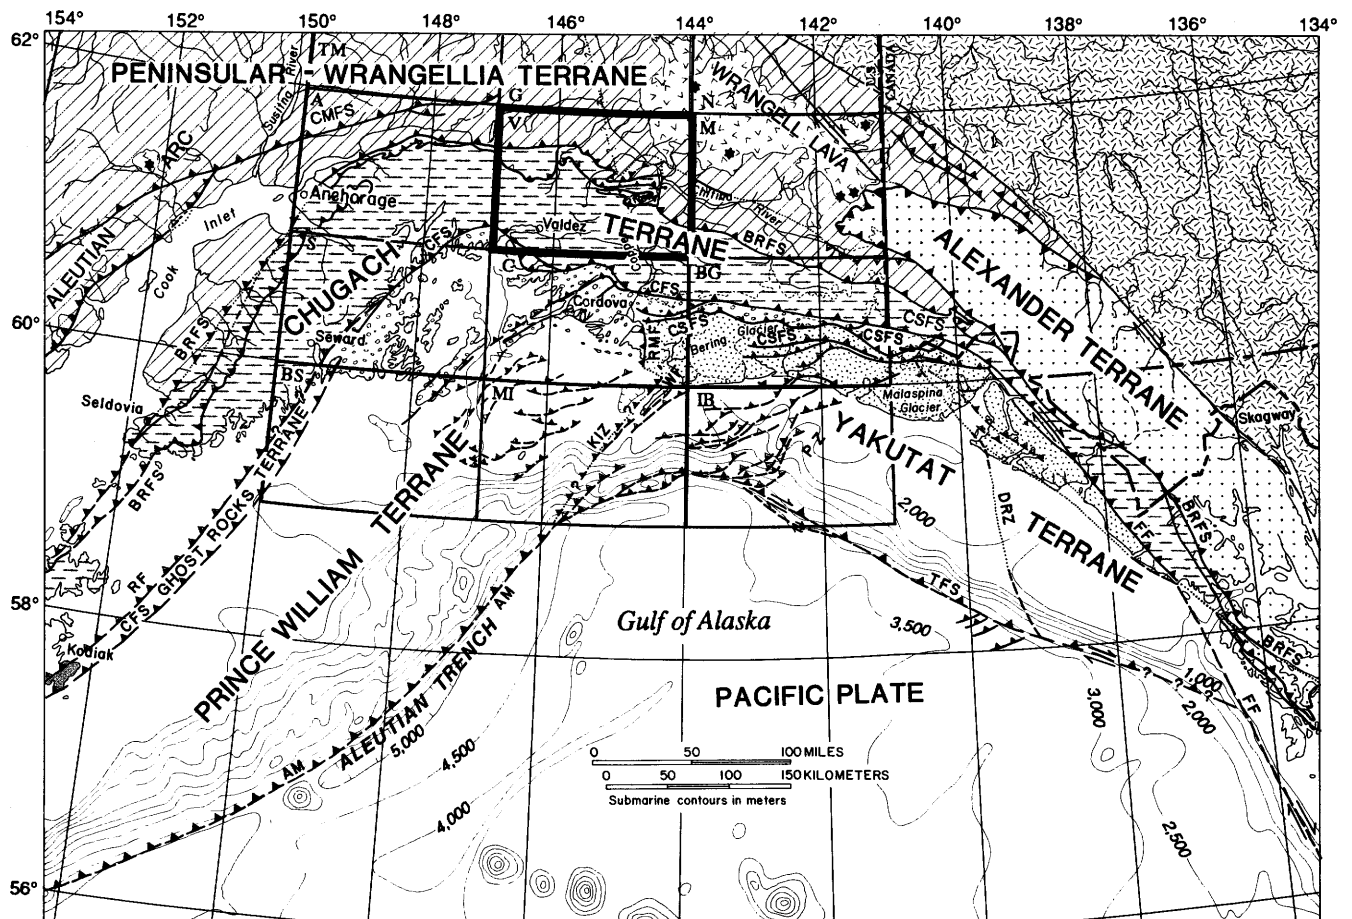 154° 152° 150° 148° 146° 144° 142° 140° 138° 136° 134°
62°
TM
PENINSULAR - WRANGELLIA TERRANE
Susitna River
A
CMFS
G
V
N
M
WRANGELL LAVA
U.S.
CANADA
ARC
Anchorage
Inlet
Cook
ALEUTIAN
S
CHUGACH
CFS
Valdez
TERRANE
Chitina River
BRFS
ALEXANDER TERRANE
C
BG
CFS
Cordova
60°
BRFS
Seward
RMF
CSFS
Bering
Glacier
CSFS
CSFS
CSFS
BS
MI
IB
Malaspina
Glacier
Seldovia
Skagway
KIZ
PZ
YAKUTAT
TERRANE
2,000
DRZ
BRFS
RF
CFS GHOST ROCKS TERRANE
PRINCE WILLIAM TERRANE
FF
BRFS
58°
Kodiak
Gulf of Alaska
TFS
3,500
AM
ALEUTIAN TRENCH
BRFS
PACIFIC PLATE
1,000
2,000
3,000
FF
AM
5,000
4,500
4,000
0 50 100 MILES
0 50 100 150 KILOMETERS
Submarine contours in meters
2,500
56°